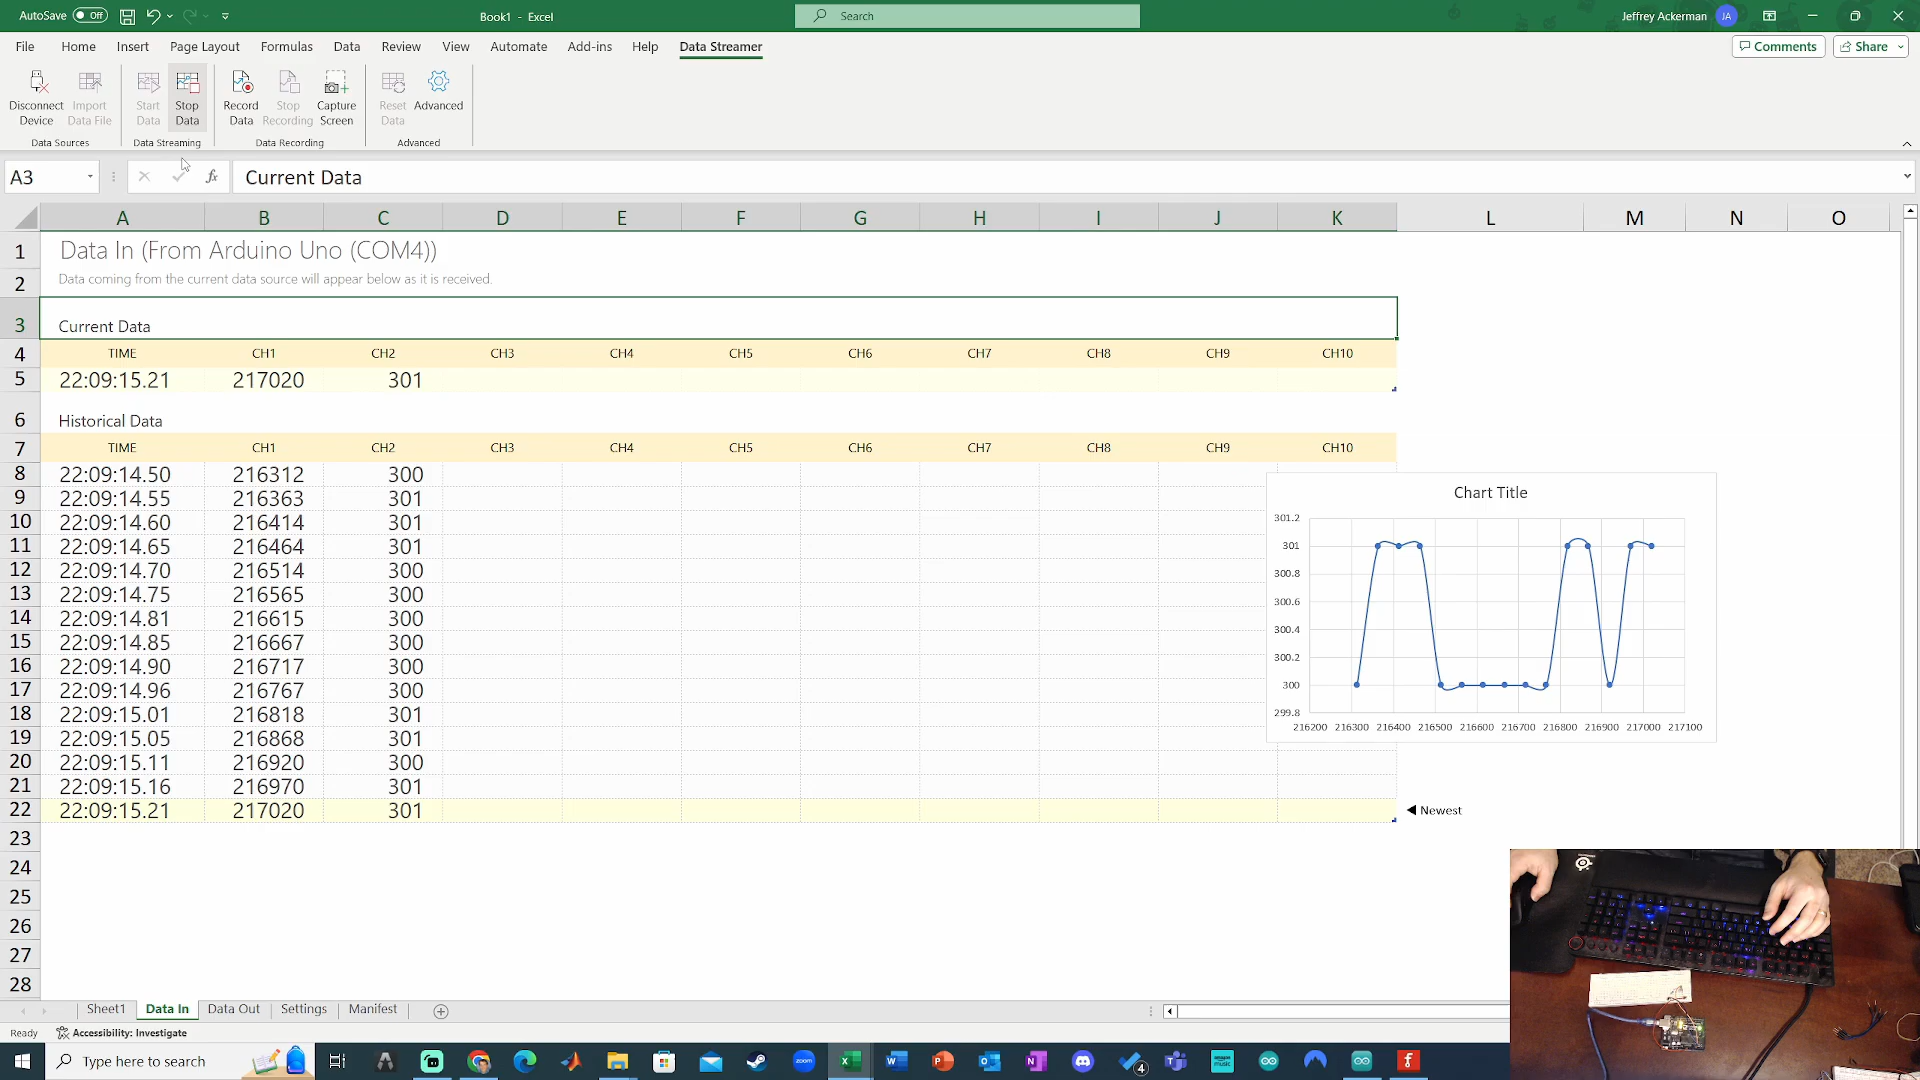 AutoSave Off
Book1 - Excel
Search
Jeffrey Ackerman JA
File Home Insert Page Layout Formulas Data Review View Automate Add-ins Help Data Streamer
Comments Share
Disconnect Device
Import Data File
Start Data
Stop Data
Record Data
Stop Recording
Capture Screen
Reset Data
Advanced
Data Sources Data Streaming Data Recording Advanced
A3 fx Current Data
A B C D E F G H I J K L M N O
1 Data In (From Arduino Uno (COM4))
2 Data coming from the current data source will appear below as it is received.
3 Current Data
4 TIME CH1 CH2 CH3 CH4 CH5 CH6 CH7 CH8 CH9 CH10
5 22:09:15.21 217020 301
6 Historical Data
7 TIME CH1 CH2 CH3 CH4 CH5 CH6 CH7 CH8 CH9 CH10
8 22:09:14.50 216312 300
9 22:09:14.55 216363 301
10 22:09:14.60 216414 301
11 22:09:14.65 216464 301
12 22:09:14.70 216514 300
13 22:09:14.75 216565 300
14 22:09:14.81 216615 300
15 22:09:14.85 216667 300
16 22:09:14.90 216717 300
17 22:09:14.96 216767 300
18 22:09:15.01 216818 301
19 22:09:15.05 216868 301
20 22:09:15.11 216920 300
21 22:09:15.16 216970 301
22 22:09:15.21 217020 301
Newest
23
24
25
26
27
28
Chart Title
301.2
301
300.8
300.6
300.4
300.2
300
299.8
216200 216300 216400 216500 216600 216700 216800 216900 217000 217100
Sheet1 Data In Data Out Settings Manifest
Ready Accessibility: Investigate
Type here to search
zoom
4
music